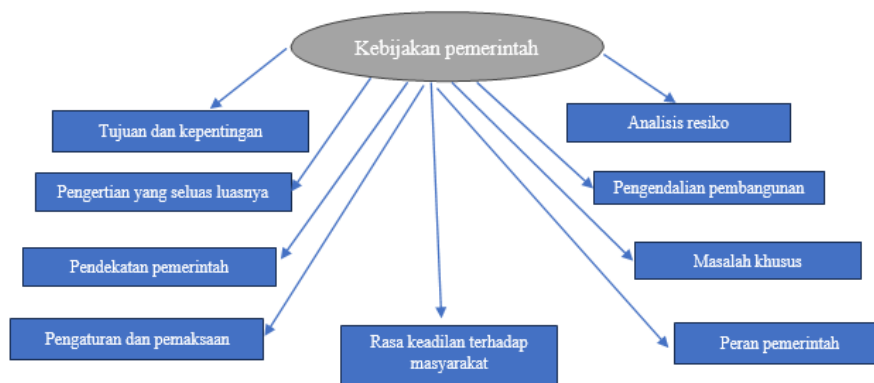 Kebijakan pemerintah
Tujuan dan kepentingan
Analisis resiko
Pengertian yang seluas luasnya
Pengendalian pembangunan
Pendekatan pemerintah
Masalah khusus
Pengaturan dan pemaksaan
Rasa keadilan terhadap
masyarakat
Peran pemerintah